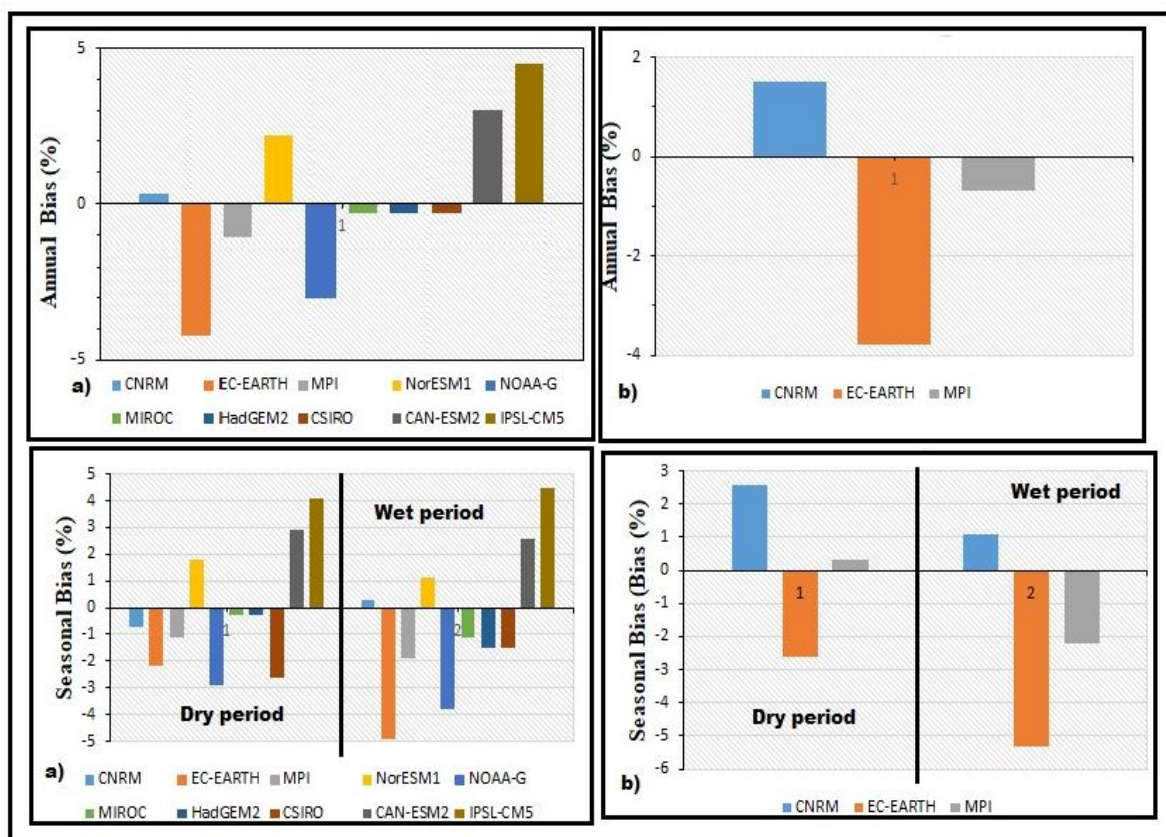 5
0
-5
Annual Bias (%)
1
a)
CNRM EC-EARTH MPI NorESM1 NOAA-G
MIROC HadGEM2 CSIRO CAN-ESM2 IPSL-CM5
2
0
-2
-4
Annual Bias (%)
1
b)
CNRM EC-EARTH MPI
5
4
3
2
1
0
-1
-2
-3
-4
-5
Seasonal Bias (%)
Wet period
1
2
Dry period
a)
CNRM EC-EARTH MPI NorESM1 NOAA-G
MIROC HadGEM2 CSIRO CAN-ESM2 IPSL-CM5
3
2
1
0
-1
-2
-3
-4
-5
-6
Seasonal Bias (Bias (%)
Wet period
1
2
Dry period
b)
CNRM EC-EARTH MPI